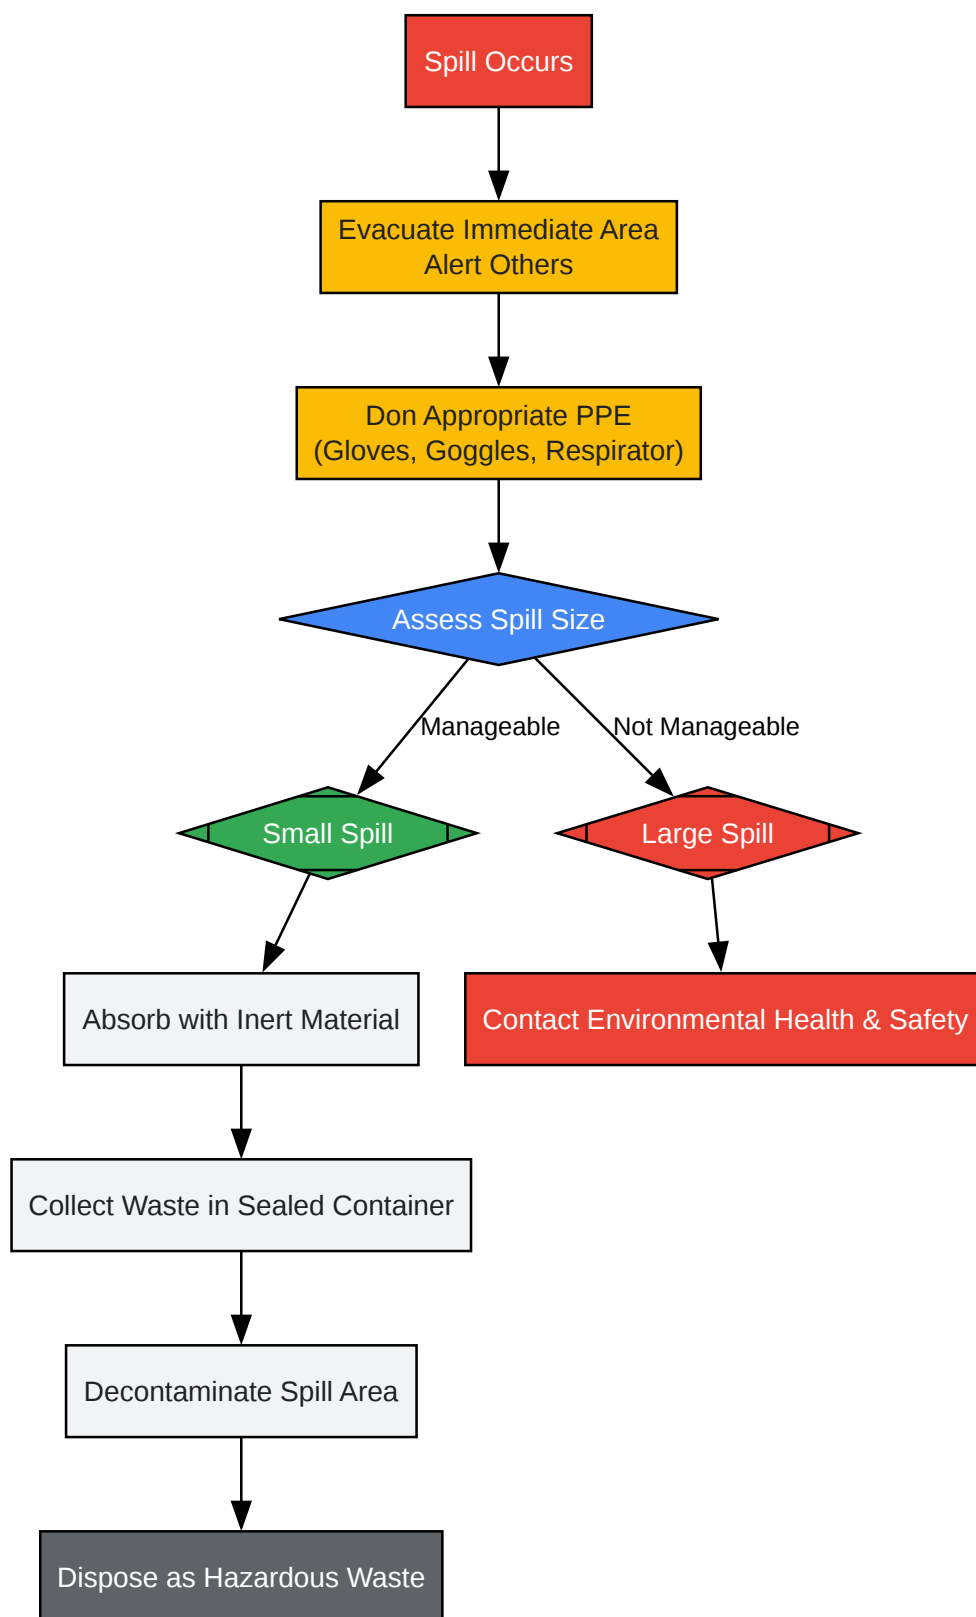 Spill Occurs
Evacuate Immediate Area
Alert Others
Don Appropriate PPE
(Gloves, Goggles, Respirator)
Assess Spill Size
Manageable
Not Manageable
Small Spill
Large Spill
Absorb with Inert Material
Contact Environmental Health & Safety
Collect Waste in Sealed Container
Decontaminate Spill Area
Dispose as Hazardous Waste